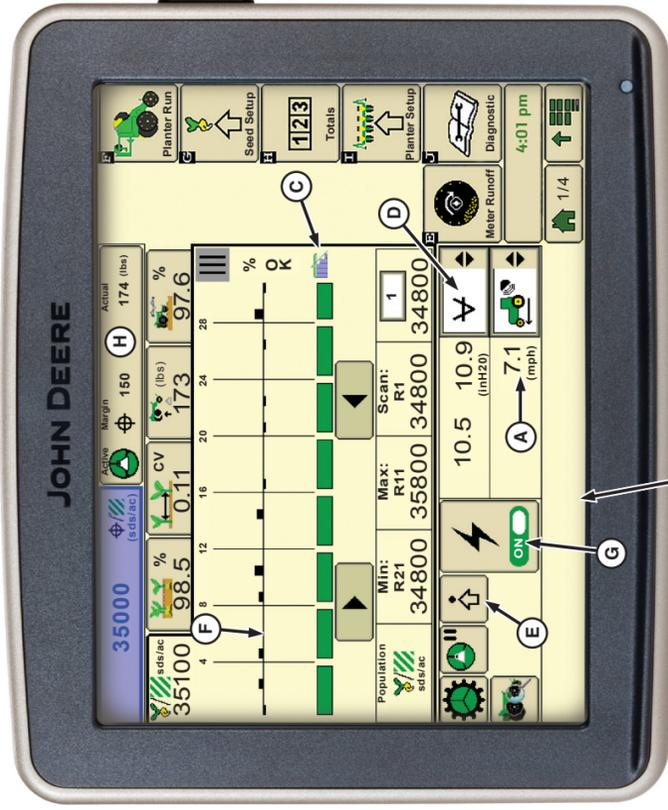 JOHN DEERE
35000 (sds/ac)
Active Margin Actual
150 174 (lbs)
H
sds/ac % CV (lbs) %
35100 98.5 0.11 173 97.6
4 8 12 16 20 24 28
F
%
O
K
C
Population Min: Max: Scan: 1
R21 R11 R1
sds/ac 34800 35800 34800 34800
D
10.5 10.9
(inH2O)
7.1
(mph)
ON
A
E
G
F
Planter Run
G
Seed Setup
H
123
Totals
I
Planter Setup
J
Diagnostic
E
Meter Runoff
4:01 pm
1/4